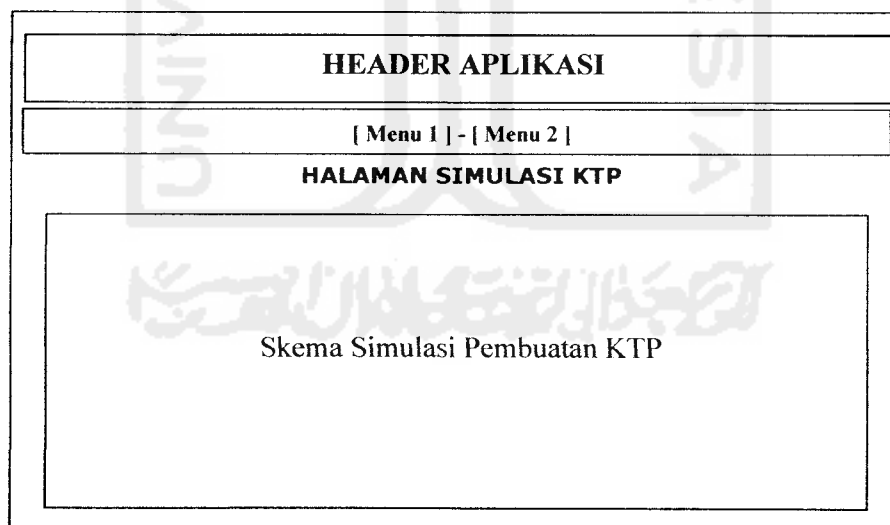 HEADER APLIKASI
[ Menu 1 ] - [ Menu 2 ]
HALAMAN SIMULASI KTP
Skema Simulasi Pembuatan KTP